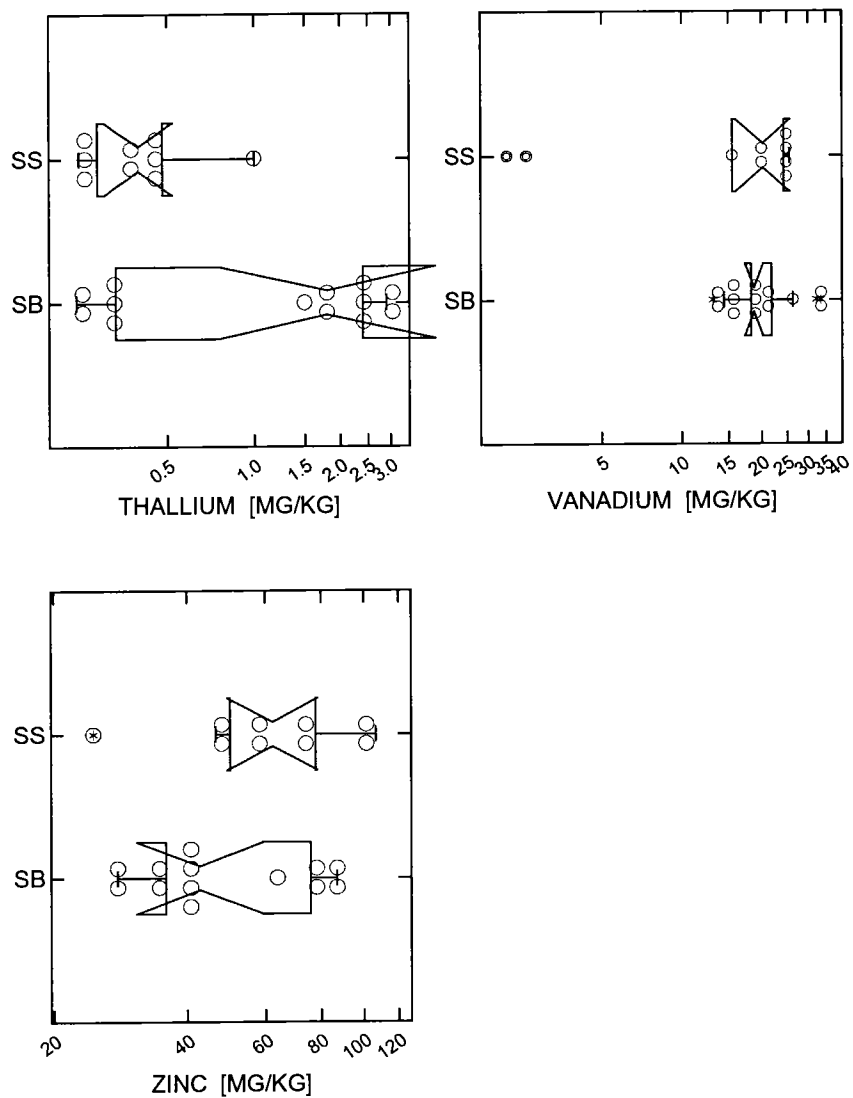 SS
SS
SB
SB
0.5 1.0 1.5 2.0 2.5 3.0
5 10 15 20 25 30 35 40
THALLIUM [MG/KG]
VANADIUM [MG/KG]
SS
SB
20 40 60 80 100 120
ZINC [MG/KG]